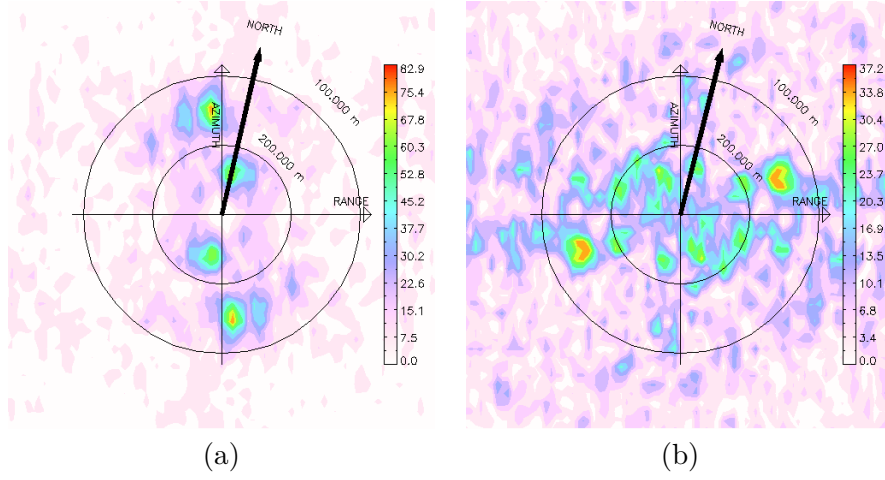 NORTH
100.000 m
AZIMUTH
200.000 m
RANGE
82.9
75.4
67.8
60.3
52.8
45.2
37.7
30.2
22.6
15.1
7.5
0.0
(a)
NORTH
100.000 m
AZIMUTH
200.000 m
RANGE
37.2
33.8
30.4
27.0
23.7
20.3
16.9
13.5
10.1
6.8
3.4
0.0
(b)